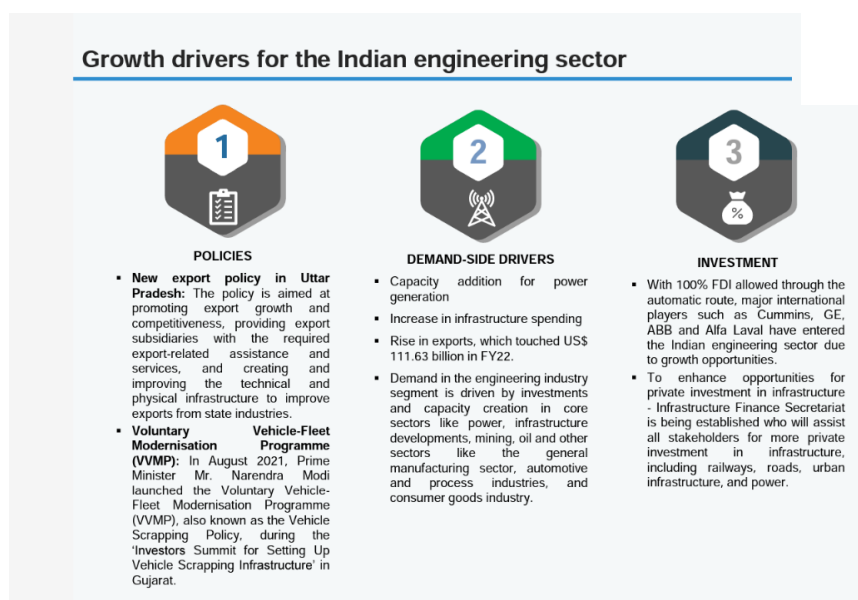 Growth drivers for the Indian engineering sector
1
POLICIES
▪ New export policy in Uttar
Pradesh: The policy is aimed at
promoting export growth and
competitiveness, providing export
subsidiaries with the required
export-related assistance and
services, and creating and
improving the technical and
physical infrastructure to improve
exports from state industries.
▪ Voluntary Vehicle-Fleet
Modernisation Programme
(VVMP): In August 2021, Prime
Minister Mr. Narendra Modi
launched the Voluntary Vehicle-
Fleet Modernisation Programme
(VVMP), also known as the Vehicle
Scrapping Policy, during the
'Investors Summit for Setting Up
Vehicle Scrapping Infrastructure' in
Gujarat.
2
DEMAND-SIDE DRIVERS
▪ Capacity addition for power
generation
▪ Increase in infrastructure spending
▪ Rise in exports, which touched US$
111.63 billion in FY22.
▪ Demand in the engineering industry
segment is driven by investments
and capacity creation in core
sectors like power, infrastructure
developments, mining, oil and other
sectors like the general
manufacturing sector, automotive
and process industries, and
consumer goods industry.
3
%
INVESTMENT
▪ With 100% FDI allowed through the
automatic route, major international
players such as Cummins, GE,
ABB and Alfa Laval have entered
the Indian engineering sector due
to growth opportunities.
▪ To enhance opportunities for
private investment in infrastructure
- Infrastructure Finance Secretariat
is being established who will assist
all stakeholders for more private
investment in infrastructure,
including railways, roads, urban
infrastructure, and power.